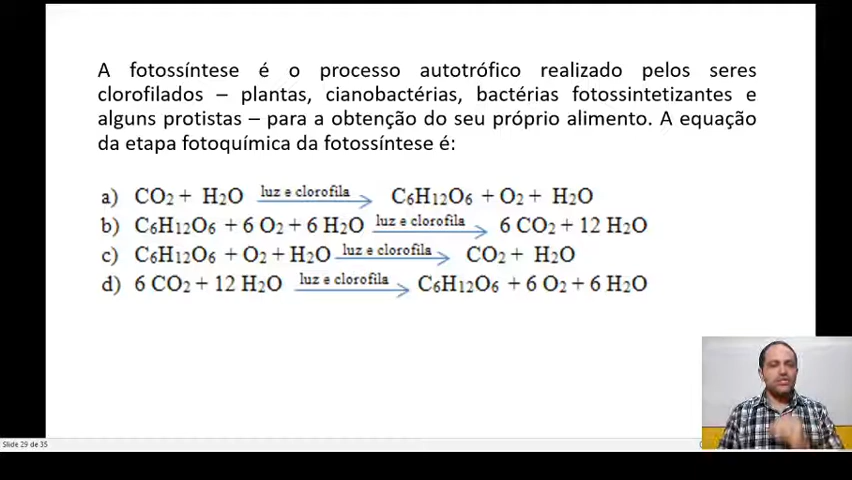 A fotossíntese é o processo autotrófico realizado pelos seres
clorofilados – plantas, cianobactérias, bactérias fotossintetizantes e
alguns protistas – para a obtenção do seu próprio alimento. A equação
da etapa fotoquímica da fotossíntese é:
a) CO2 + H2O luz e clorofila C6H12O6 + O2 + H2O
b) C6H12O6 + 6 O2 + 6 H2O luz e clorofila 6 CO2 + 12 H2O
c) C6H12O6 + O2 + H2O luz e clorofila CO2 + H2O
d) 6 CO2 + 12 H2O luz e clorofila C6H12O6 + 6 O2 + 6 H2O
Slide 29 de 35